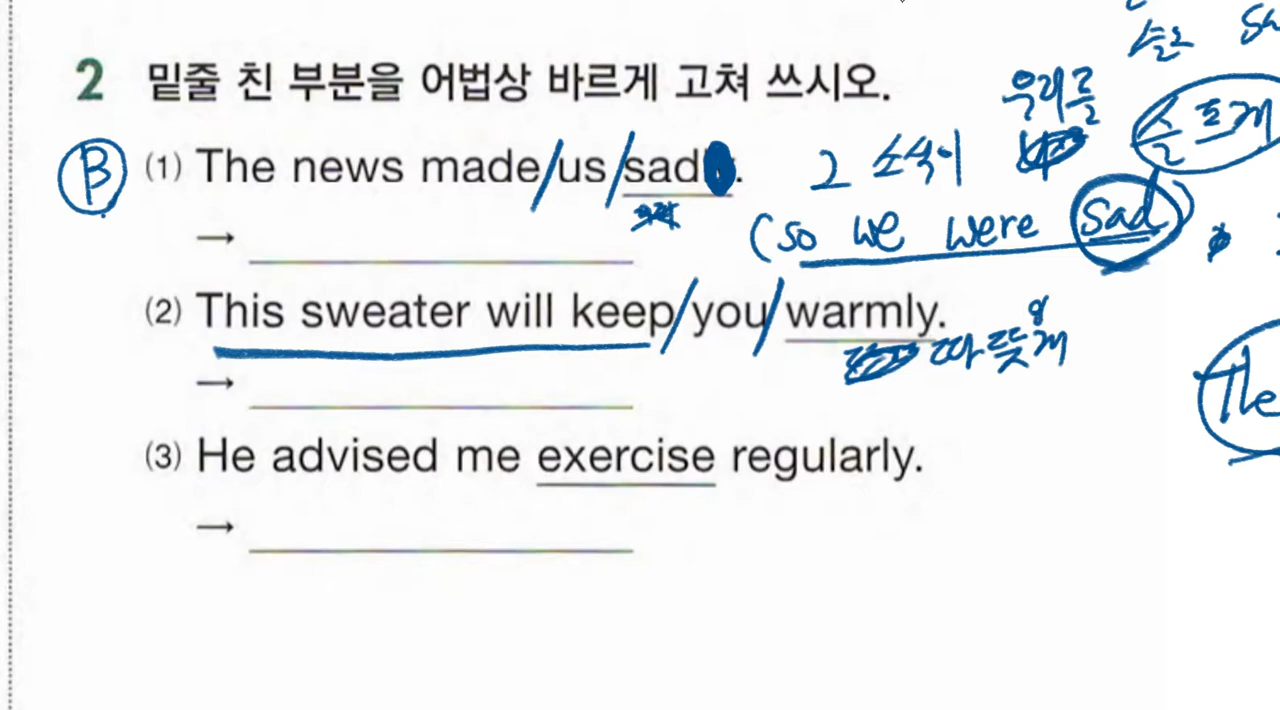 2 밑줄 친 부분을 어법상 바르게 고쳐 쓰시오.
슬
우리를
슬프게
B (1) The news made/us/sad. 그 소식이
→ (so we were sad)
(2) This sweater will keep/you/warmly.
따뜻하게
→
The
(3) He advised me exercise regularly.
→